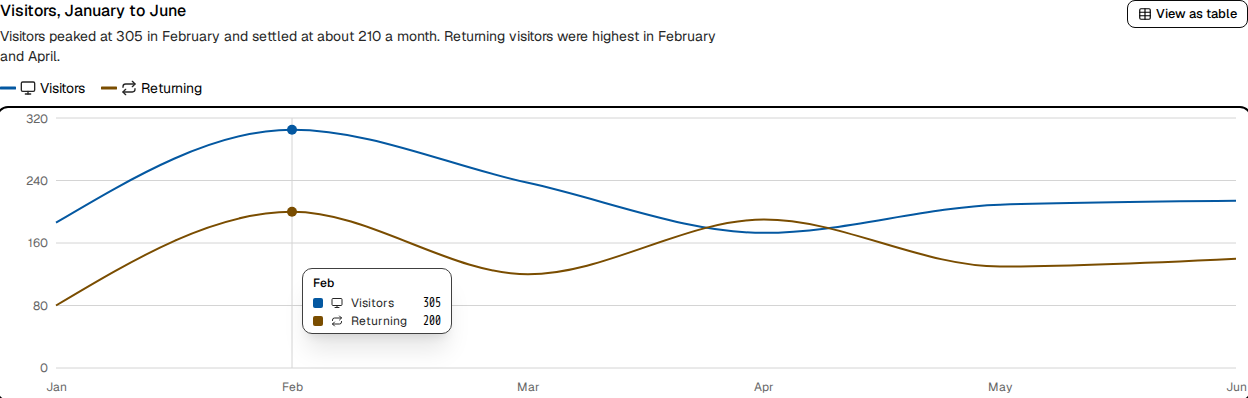 Visitors, January to June
View as table
Visitors peaked at 305 in February and settled at about 210 a month. Returning visitors were highest in February
and April.
Visitors Returning
320
240
160
80
0
Feb
Visitors 305
Returning 200
Jan Feb Mar Apr May Jun